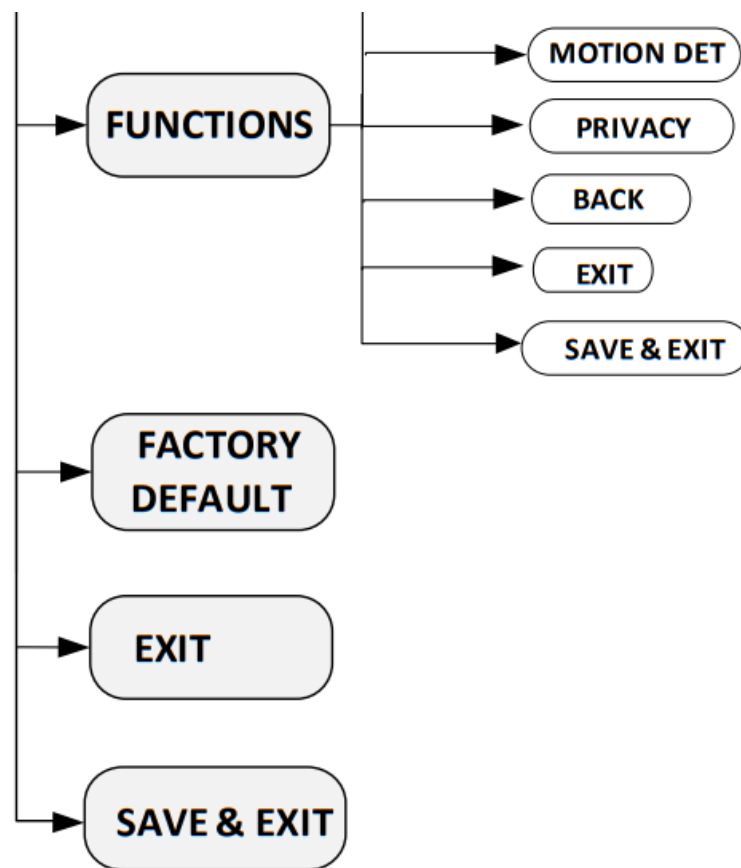 MOTION DET
FUNCTIONS
PRIVACY
BACK
EXIT
SAVE & EXIT
FACTORY
DEFAULT
EXIT
SAVE & EXIT